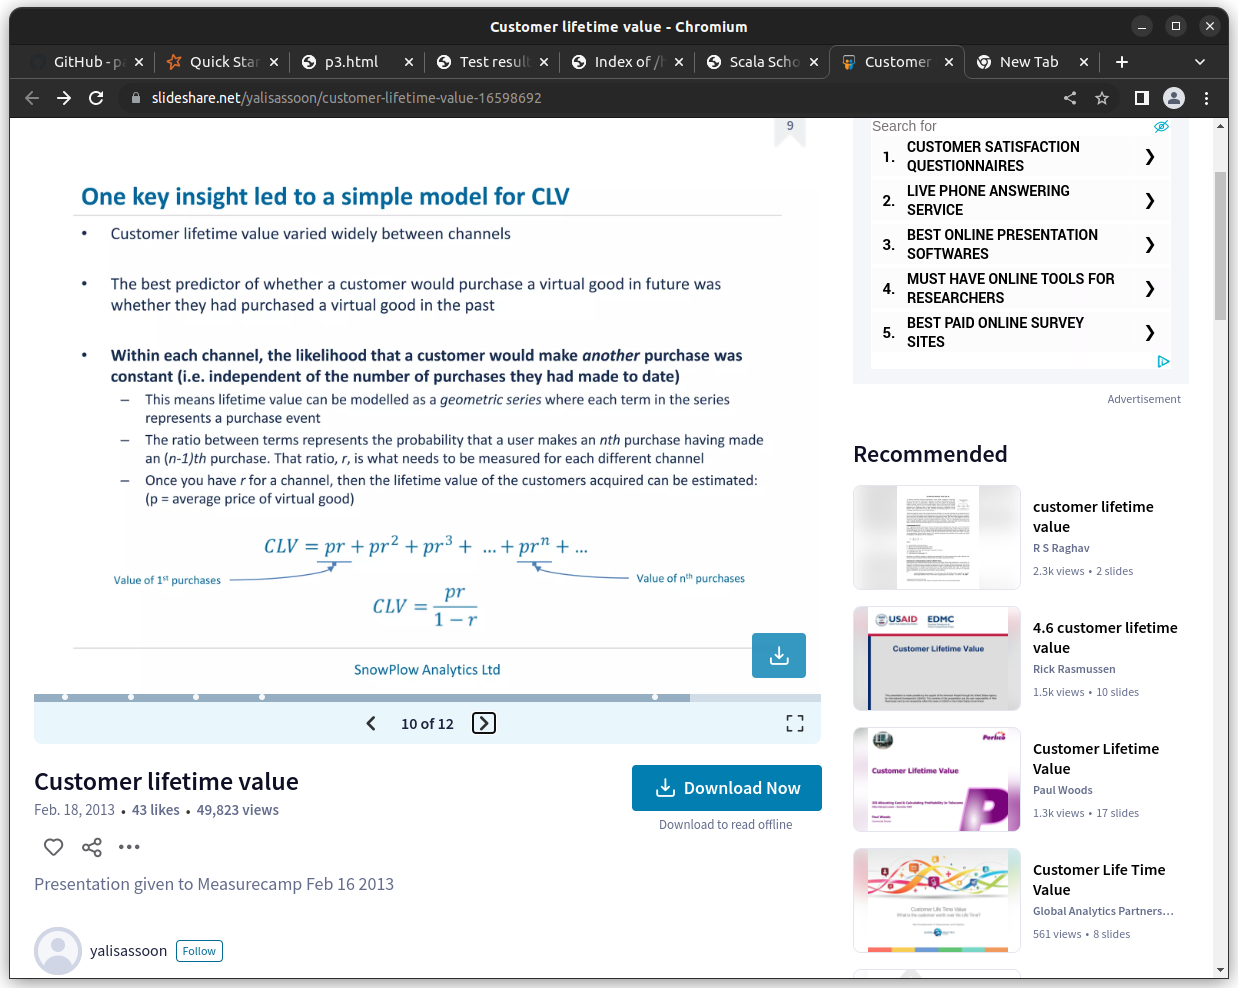 Customer lifetime value - Chromium
GitHub - pa
Quick Star
p3.html
Test result
Index of /h
Scala Scho
Customer
New Tab
slideshare.net/yalisassoon/customer-lifetime-value-16598692
9
One key insight led to a simple model for CLV
• Customer lifetime value varied widely between channels
• The best predictor of whether a customer would purchase a virtual good in future was
whether they had purchased a virtual good in the past
• Within each channel, the likelihood that a customer would make another purchase was
constant (i.e. independent of the number of purchases they had made to date)
– This means lifetime value can be modelled as a geometric series where each term in the series
represents a purchase event
– The ratio between terms represents the probability that a user makes an nth purchase having made
an (n-1)th purchase. That ratio, r, is what needs to be measured for each different channel
– Once you have r for a channel, then the lifetime value of the customers acquired can be estimated:
(p = average price of virtual good)
CLV = pr + pr² + pr³ + … + prⁿ + …
Value of 1st purchases
Value of nth purchases
CLV = pr / 1 − r
SnowPlow Analytics Ltd
10 of 12
Customer lifetime value
Feb. 18, 2013 • 43 likes • 49,823 views
Download Now
Download to read offline
Presentation given to Measurecamp Feb 16 2013
yalisassoon
Follow
Search for
1. CUSTOMER SATISFACTION
QUESTIONNAIRES
2. LIVE PHONE ANSWERING
SERVICE
3. BEST ONLINE PRESENTATION
SOFTWARES
4. MUST HAVE ONLINE TOOLS FOR
RESEARCHERS
5. BEST PAID ONLINE SURVEY
SITES
Advertisement
Recommended
customer lifetime
value
R S Raghav
2.3k views • 2 slides
USAID EDMC
Customer Lifetime Value
4.6 customer lifetime
value
Rick Rasmussen
1.5k views • 10 slides
Customer Lifetime Value
Paul Woods
Customer Lifetime
Value
Paul Woods
1.3k views • 17 slides
Customer Life Time Value
Customer Life Time
Value
Global Analytics Partners...
561 views • 8 slides